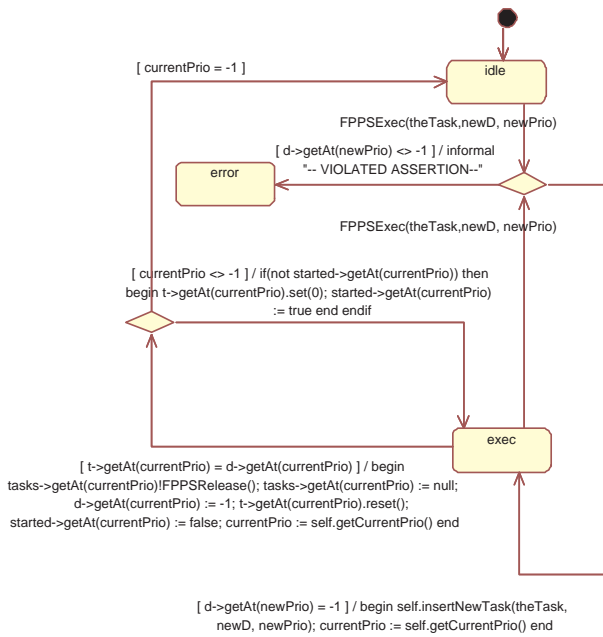 [ currentPrio = -1 ]
idle
FPPSExec(theTask,newD, newPrio)
[ d->getAt(newPrio) <> -1 ] / informal
"-- VIOLATED ASSERTION--"
error
FPPSExec(theTask,newD, newPrio)
[ currentPrio <> -1 ] / if(not started->getAt(currentPrio)) then
begin t->getAt(currentPrio).set(0); started->getAt(currentPrio)
:= true end endif
exec
[ t->getAt(currentPrio) = d->getAt(currentPrio) ] / begin
tasks->getAt(currentPrio)!FPPSRelease(); tasks->getAt(currentPrio) := null;
d->getAt(currentPrio) := -1; t->getAt(currentPrio).reset();
started->getAt(currentPrio) := false; currentPrio := self.getCurrentPrio() end
[ d->getAt(newPrio) = -1 ] / begin self.insertNewTask(theTask,
newD, newPrio); currentPrio := self.getCurrentPrio() end